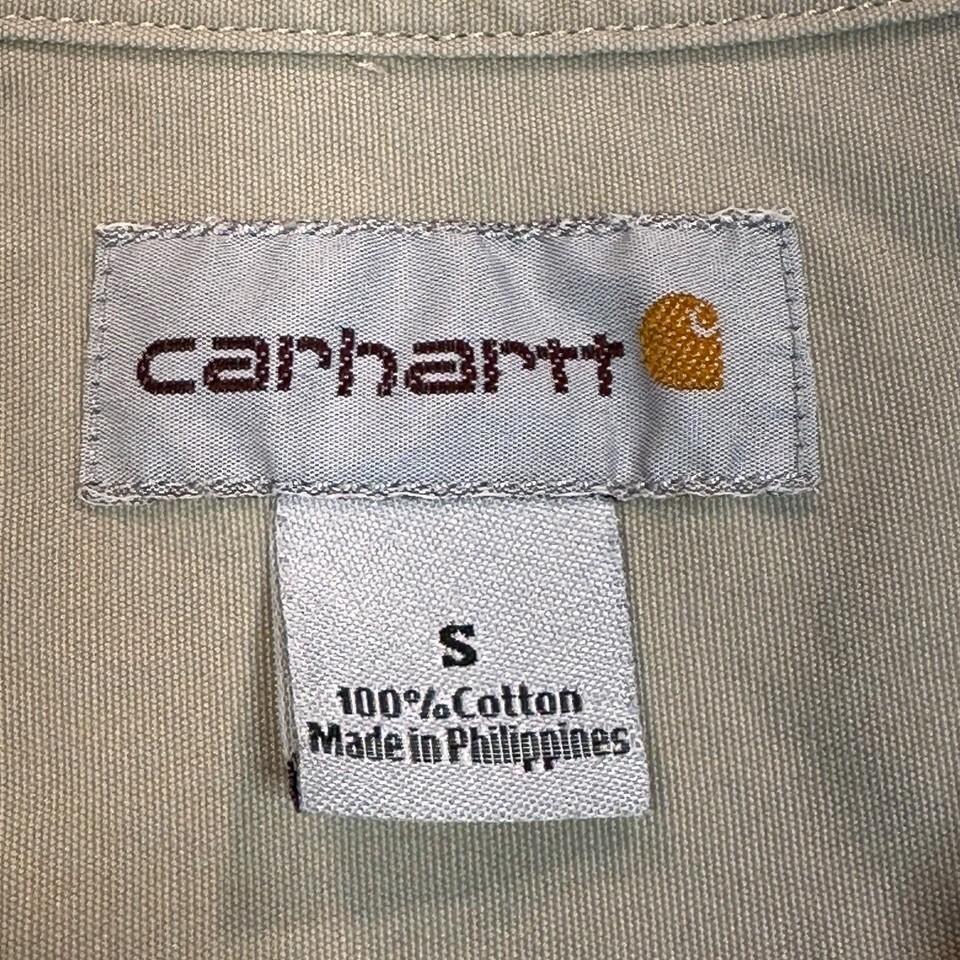 carhartt
S
100% Cotton
Made in Philippines